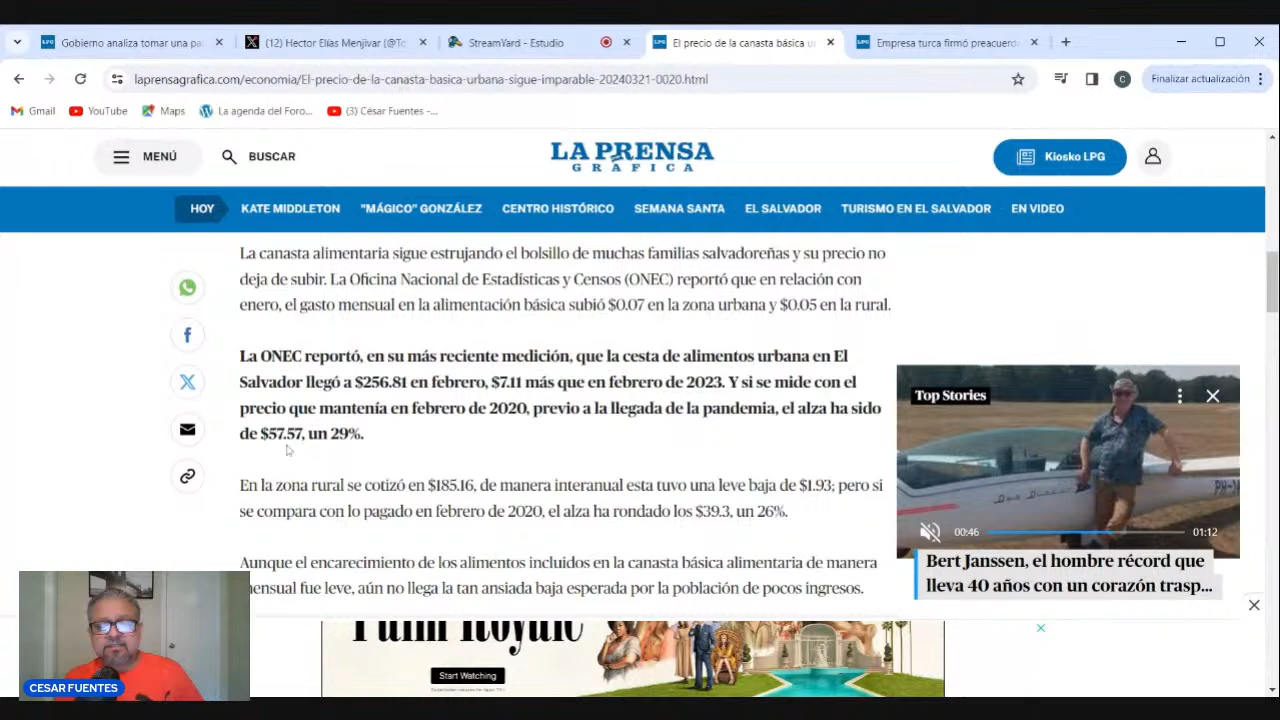 Gobierno analiza tomar una pa
(12) Hector Elías Menjivar (@To
StreamYard - Estudio
El precio de la canasta básica u
Empresa turca firmó preacuerd
laprensagrafica.com/economia/El-precio-de-la-canasta-basica-urbana-sigue-imparable-20240321-0020.html
C
Finalizar actualización
Gmail
YouTube
Maps
La agenda del Foro...
(3) César Fuentes -...
MENÚ
BUSCAR
LA PRENSA
GRÁFICA
Kiosko LPG
HOY
KATE MIDDLETON
"MÁGICO" GONZÁLEZ
CENTRO HISTÓRICO
SEMANA SANTA
EL SALVADOR
TURISMO EN EL SALVADOR
EN VIDEO
La canasta alimentaria sigue estrujando el bolsillo de muchas familias salvadoreñas y su precio no
deja de subir. La Oficina Nacional de Estadísticas y Censos (ONEC) reportó que en relación con
enero, el gasto mensual en la alimentación básica subió $0.07 en la zona urbana y $0.05 en la rural.
La ONEC reportó, en su más reciente medición, que la cesta de alimentos urbana en El
Salvador llegó a $256.81 en febrero, $7.11 más que en febrero de 2023. Y si se mide con el
precio que mantenía en febrero de 2020, previo a la llegada de la pandemia, el alza ha sido
de $57.57, un 29%.
En la zona rural se cotizó en $185.16, de manera interanual esta tuvo una leve baja de $1.93; pero si
se compara con lo pagado en febrero de 2020, el alza ha rondado los $39.3, un 26%.
Aunque el encarecimiento de los alimentos incluidos en la canasta básica alimentaria de manera
mensual fue leve, aún no llega la tan ansiada baja esperada por la población de pocos ingresos.
Top Stories
00:46
01:12
Bert Janssen, el hombre récord que
lleva 40 años con un corazón trasp...
Palm Royale
Start Watching
CESAR FUENTES